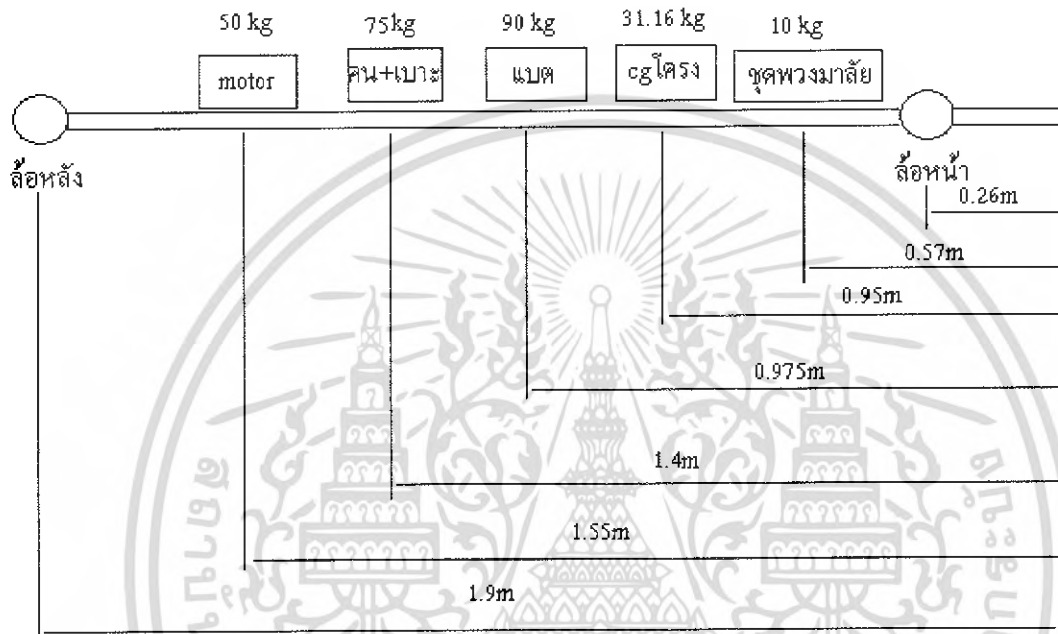 50 kg 75kg 90 kg 31.16 kg 10 kg
motor คน+เบาะ แบต cgโครง ชุดพวงมาลัย
ล้อหลัง ล้อหน้า
0.26m
0.57m
0.95m
0.975m
1.4m
1.55m
1.9m